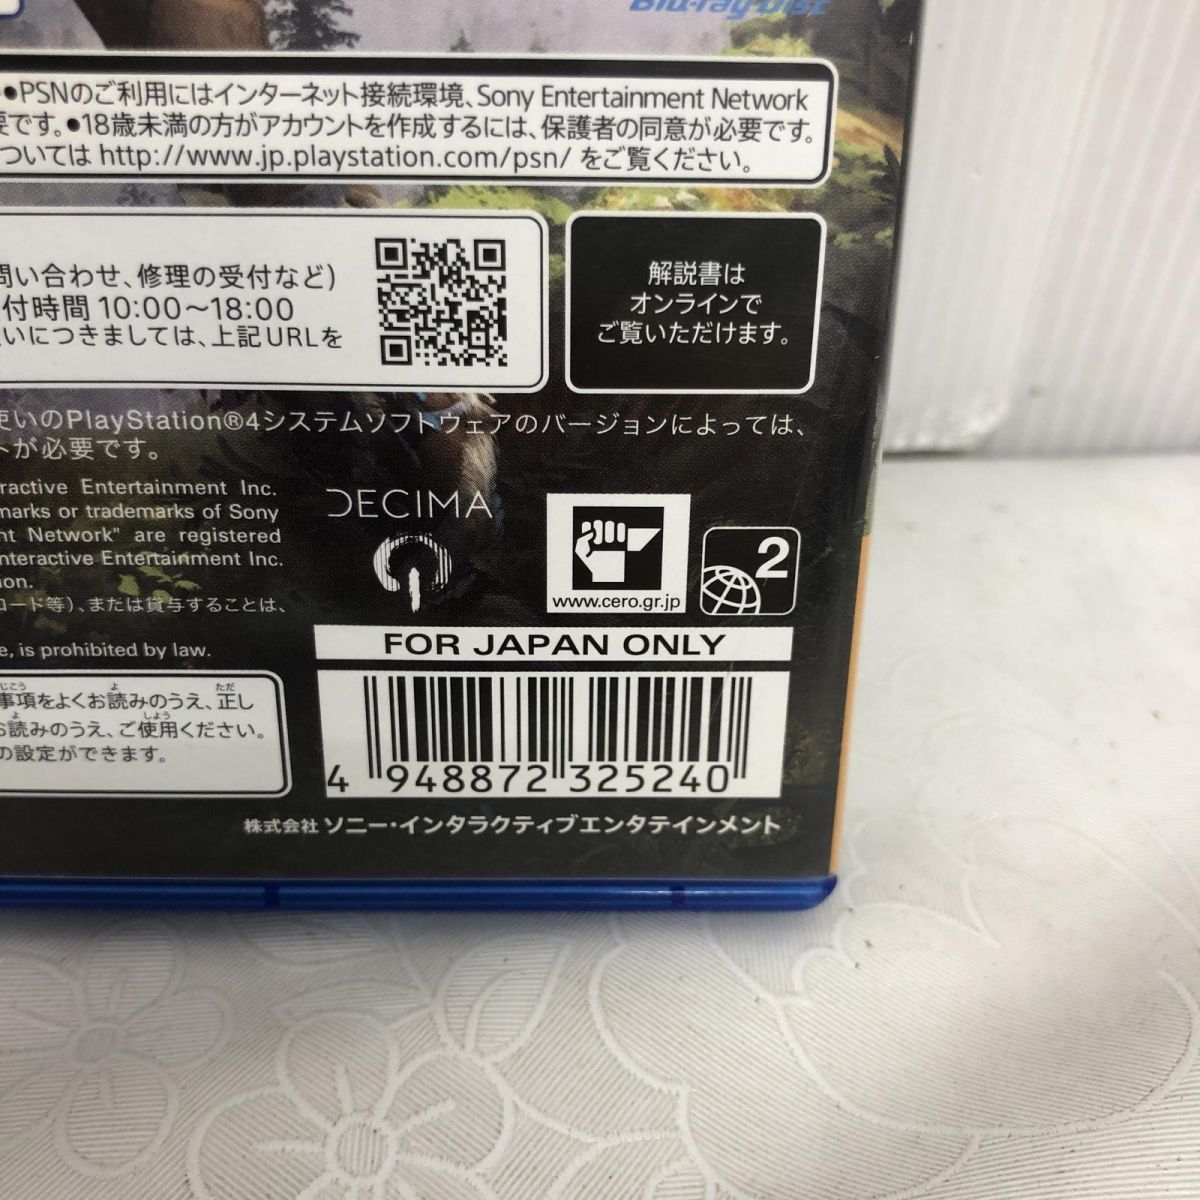 Blu-ray Disc
●PSNのご利用にはインターネット接続環境、Sony Entertainment Network
要です。●18歳未満の方がアカウントを作成するには、保護者の同意が必要です。
ついては http://www.jp.playstation.com/psn/ をご覧ください。
問い合わせ、修理の受付など)
付時間 10:00〜18:00
いにつきましては、上記URLを
解説書は
オンラインで
ご覧いただけます。
使いのPlayStation®4システムソフトウェアのバージョンによっては、
トが必要です。
ractive Entertainment Inc.
marks or trademarks of Sony
nt Network" are registered
nteractive Entertainment Inc.
ion.
コード等)、または貸与することは、
e, is prohibited by law.
DECIMA
www.cero.gr.jp
2
FOR JAPAN ONLY
じこう よ ただ
事項をよくお読みのうえ、正し
よ しよう
お読みのうえ、ご使用ください。
の設定ができます。
4 948872 325240
株式会社 ソニー・インタラクティブエンタテインメント